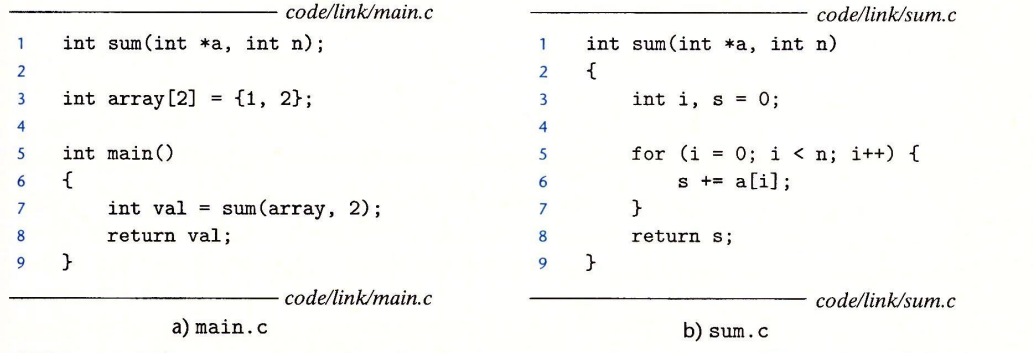 code/link/main.c
1 int sum(int *a, int n);
2
3 int array[2] = {1, 2};
4
5 int main()
6 {
7     int val = sum(array, 2);
8     return val;
9 }
code/link/main.c
a) main.c
code/link/sum.c
1 int sum(int *a, int n)
2 {
3     int i, s = 0;
4
5     for (i = 0; i < n; i++) {
6         s += a[i];
7     }
8     return s;
9 }
code/link/sum.c
b) sum.c